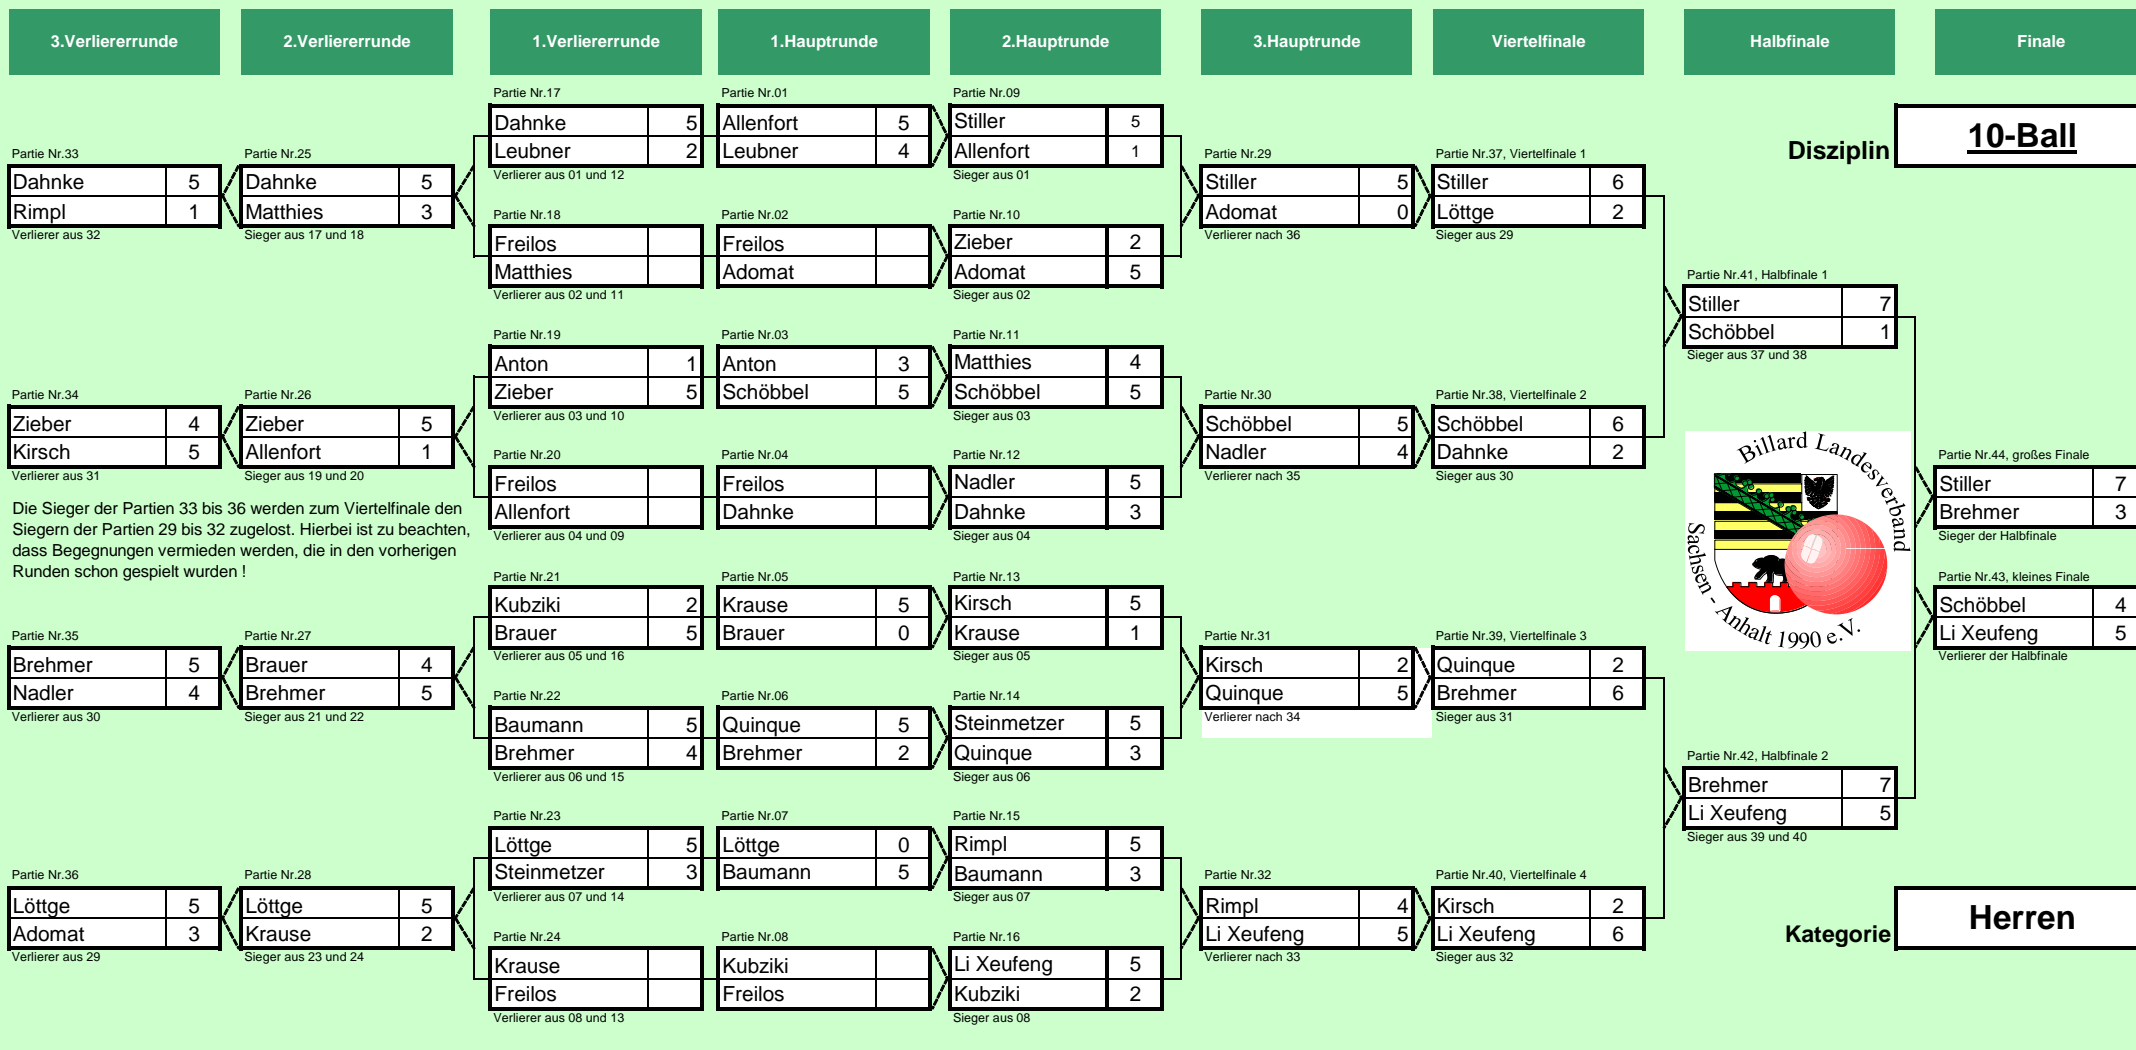 3.Verliererrunde
2.Verliererrunde
1.Verliererrunde
1.Hauptrunde
2.Hauptrunde
3.Hauptrunde
Viertelfinale
Halbfinale
Finale
Partie Nr.33
Dahnke 5
Rimpl 1
Verlierer aus 32
Partie Nr.34
Zieber 4
Kirsch 5
Verlierer aus 31
Die Sieger der Partien 33 bis 36 werden zum Viertelfinale den
Siegern der Partien 29 bis 32 zugelost. Hierbei ist zu beachten,
dass Begegnungen vermieden werden, die in den vorherigen
Runden schon gespielt wurden !
Partie Nr.35
Brehmer 5
Nadler 4
Verlierer aus 30
Partie Nr.36
Löttge 5
Adomat 3
Verlierer aus 29
Partie Nr.25
Dahnke 5
Matthies 3
Sieger aus 17 und 18
Partie Nr.26
Zieber 5
Allenfort 1
Sieger aus 19 und 20
Partie Nr.27
Brauer 4
Brehmer 5
Sieger aus 21 und 22
Partie Nr.28
Löttge 5
Krause 2
Sieger aus 23 und 24
Partie Nr.17
Dahnke 5
Leubner 2
Verlierer aus 01 und 12
Partie Nr.18
Freilos
Matthies
Verlierer aus 02 und 11
Partie Nr.19
Anton 1
Zieber 5
Verlierer aus 03 und 10
Partie Nr.20
Freilos
Allenfort
Verlierer aus 04 und 09
Partie Nr.21
Kubziki 2
Brauer 5
Verlierer aus 05 und 16
Partie Nr.22
Baumann 5
Brehmer 4
Verlierer aus 06 und 15
Partie Nr.23
Löttge 5
Steinmetzer 3
Verlierer aus 07 und 14
Partie Nr.24
Krause
Freilos
Verlierer aus 08 und 13
Partie Nr.01
Allenfort 5
Leubner 4
Partie Nr.02
Freilos
Adomat
Partie Nr.03
Anton 3
Schöbbel 5
Partie Nr.04
Freilos
Dahnke
Partie Nr.05
Krause 5
Brauer 0
Partie Nr.06
Quinque 5
Brehmer 2
Partie Nr.07
Löttge 0
Baumann 5
Partie Nr.08
Kubziki
Freilos
Partie Nr.09
Stiller 5
Allenfort 1
Sieger aus 01
Partie Nr.10
Zieber 2
Adomat 5
Sieger aus 02
Partie Nr.11
Matthies 4
Schöbbel 5
Sieger aus 03
Partie Nr.12
Nadler 5
Dahnke 3
Sieger aus 04
Partie Nr.13
Kirsch 5
Krause 1
Sieger aus 05
Partie Nr.14
Steinmetzer 5
Quinque 3
Sieger aus 06
Partie Nr.15
Rimpl 5
Baumann 3
Sieger aus 07
Partie Nr.16
Li Xeufeng 5
Kubziki 2
Sieger aus 08
Partie Nr.29
Stiller 5
Adomat 0
Verlierer nach 36
Partie Nr.30
Schöbbel 5
Nadler 4
Verlierer nach 35
Partie Nr.31
Kirsch 2
Quinque 5
Verlierer nach 34
Partie Nr.32
Rimpl 4
Li Xeufeng 5
Verlierer nach 33
Partie Nr.37, Viertelfinale 1
Stiller 6
Löttge 2
Sieger aus 29
Partie Nr.38, Viertelfinale 2
Schöbbel 6
Dahnke 2
Sieger aus 30
Partie Nr.39, Viertelfinale 3
Quinque 2
Brehmer 6
Sieger aus 31
Partie Nr.40, Viertelfinale 4
Kirsch 2
Li Xeufeng 6
Sieger aus 32
Disziplin 10-Ball
Partie Nr.41, Halbfinale 1
Stiller 7
Schöbbel 1
Sieger aus 37 und 38
Billard Landesverband
Sachsen - Anhalt 1990 e.V.
Partie Nr.42, Halbfinale 2
Brehmer 7
Li Xeufeng 5
Sieger aus 39 und 40
Partie Nr.44, großes Finale
Stiller 7
Brehmer 3
Sieger der Halbfinale
Partie Nr.43, kleines Finale
Schöbbel 4
Li Xeufeng 5
Verlierer der Halbfinale
Kategorie Herren